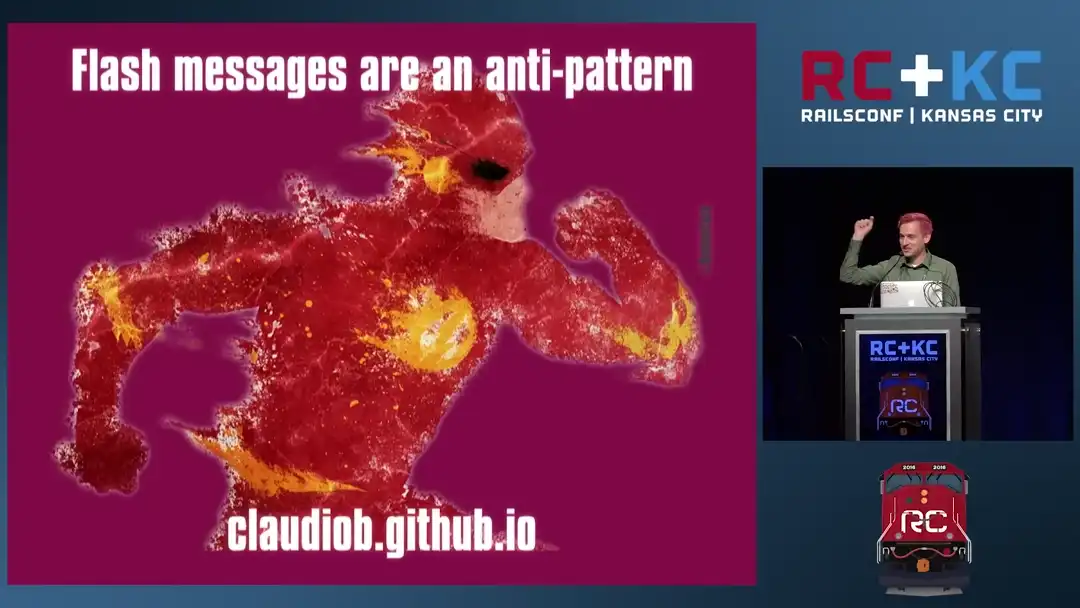 Flash messages are an anti-pattern
claudiob.github.io
RC+KC
RAILSCONF | KANSAS CITY
RC+KC
RAILSCONF | KANSAS CITY
RC
2016 2016
RC